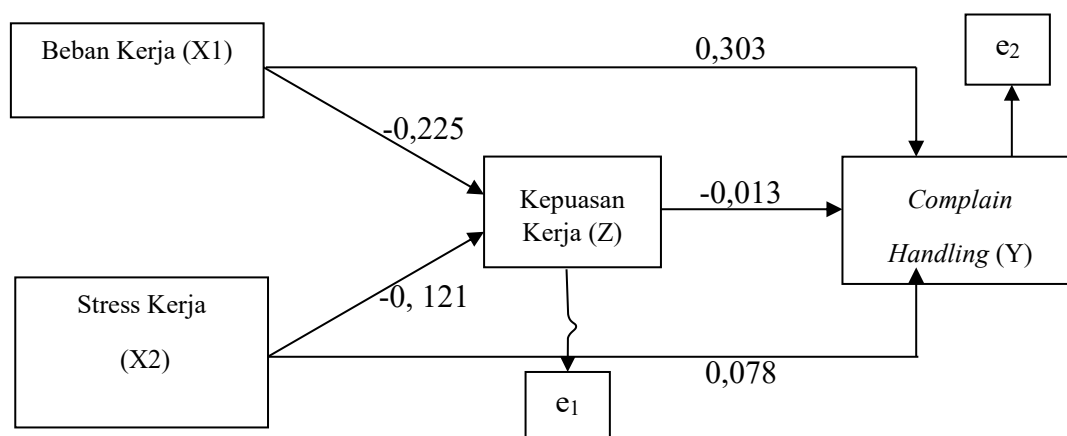 Beban Kerja (X1)
0,303
e₂
-0,225
Kepuasan
Kerja (Z)
-0,013
Complain
Handling (Y)
Stress Kerja
(X2)
-0, 121
0,078
e₁